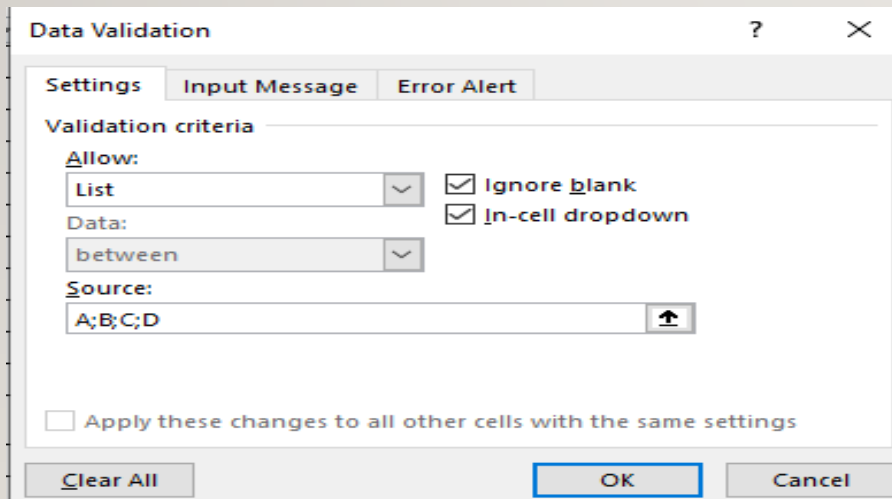 Data Validation ?
Settings Input Message Error Alert
Validation criteria
Allow:
List
Ignore blank
Data:
In-cell dropdown
between
Source:
A;B;C;D
Apply these changes to all other cells with the same settings
Clear All OK Cancel